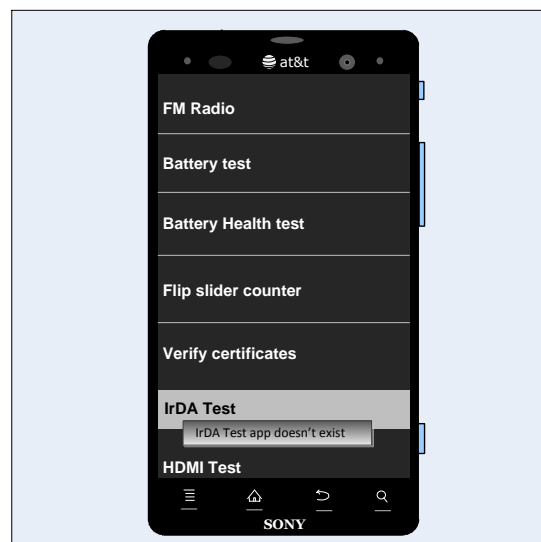 at&t
FM Radio
Battery test
Battery Health test
Flip slider counter
Verify certificates
IrDA Test
IrDA Test app doesn’t exist
HDMI Test
SONY